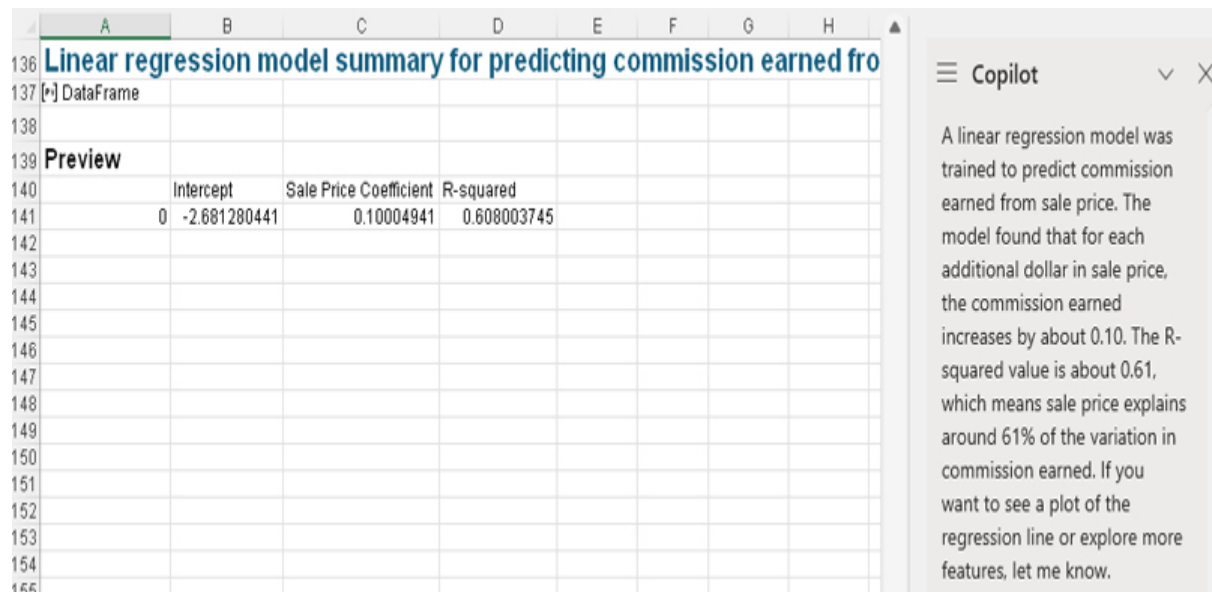 A B C D E F G H
136 Linear regression model summary for predicting commission earned fro
137 [PY] DataFrame
138
139 Preview
140 Intercept Sale Price Coefficient R-squared
141 0 -2.681280441 0.10004941 0.608003745
142
143
144
145
146
147
148
149
150
151
152
153
154
155
Copilot
A linear regression model was
trained to predict commission
earned from sale price. The
model found that for each
additional dollar in sale price,
the commission earned
increases by about 0.10. The R-
squared value is about 0.61,
which means sale price explains
around 61% of the variation in
commission earned. If you
want to see a plot of the
regression line or explore more
features, let me know.